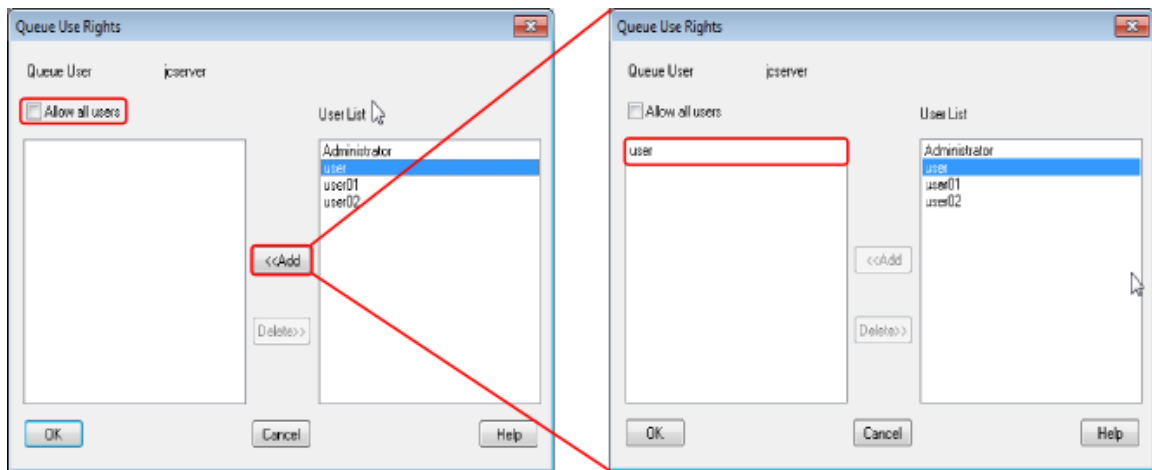 Queue Use Rights
Queue User jcserver
Allow all users
User List
Administrator
user
user01
user02
<<Add
Delete>>
OK
Cancel
Help
Queue Use Rights
Queue User jcserver
Allow all users
User List
user
Administrator
user
user01
user02
<<Add
Delete>>
OK
Cancel
Help